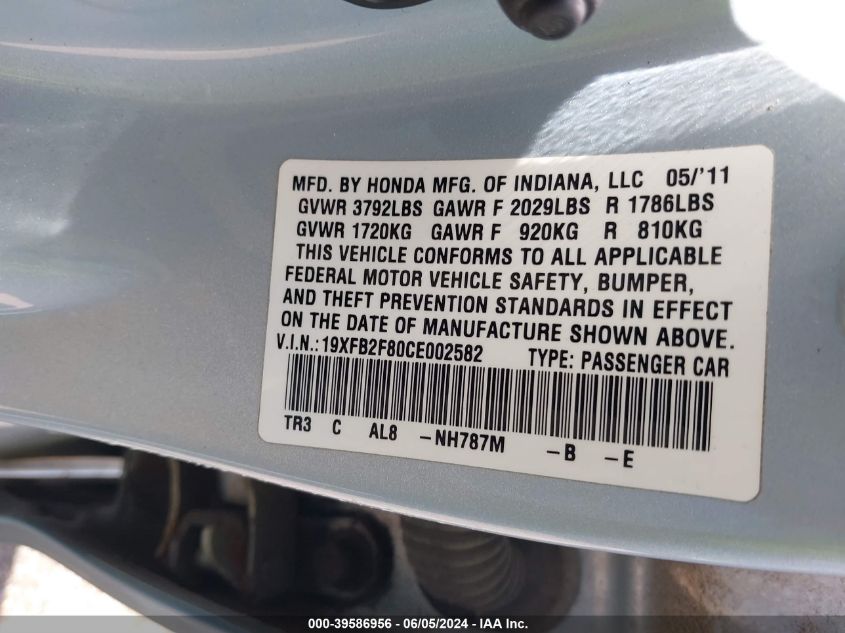 MFD. BY HONDA MFG. OF INDIANA, LLC 05/'11
GVWR 3792LBS GAWR F 2029LBS R 1786LBS
GVWR 1720KG GAWR F 920KG R 810KG
THIS VEHICLE CONFORMS TO ALL APPLICABLE
FEDERAL MOTOR VEHICLE SAFETY, BUMPER,
AND THEFT PREVENTION STANDARDS IN EFFECT
ON THE DATE OF MANUFACTURE SHOWN ABOVE.
V.I.N.:19XFB2F80CE002582 TYPE: PASSENGER CAR
TR3 C AL8 -NH787M -B -E
000-39586956 - 06/05/2024 - IAA Inc.